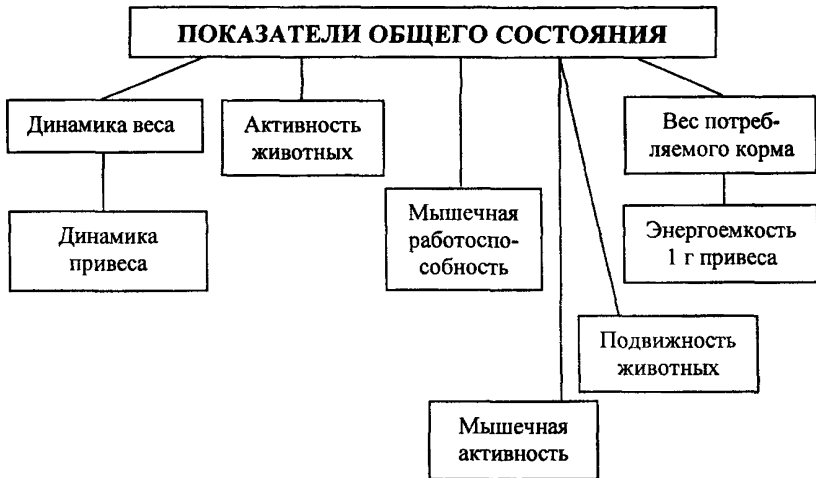 ПОКАЗАТЕЛИ ОБЩЕГО СОСТОЯНИЯ
Динамика веса
Активность
животных
Вес потреб-
ляемого корма
Динамика
привеса
Мышечная
работоспо-
собность
Энергоемкость
1 г привеса
Подвижность
животных
Мышечная
активность